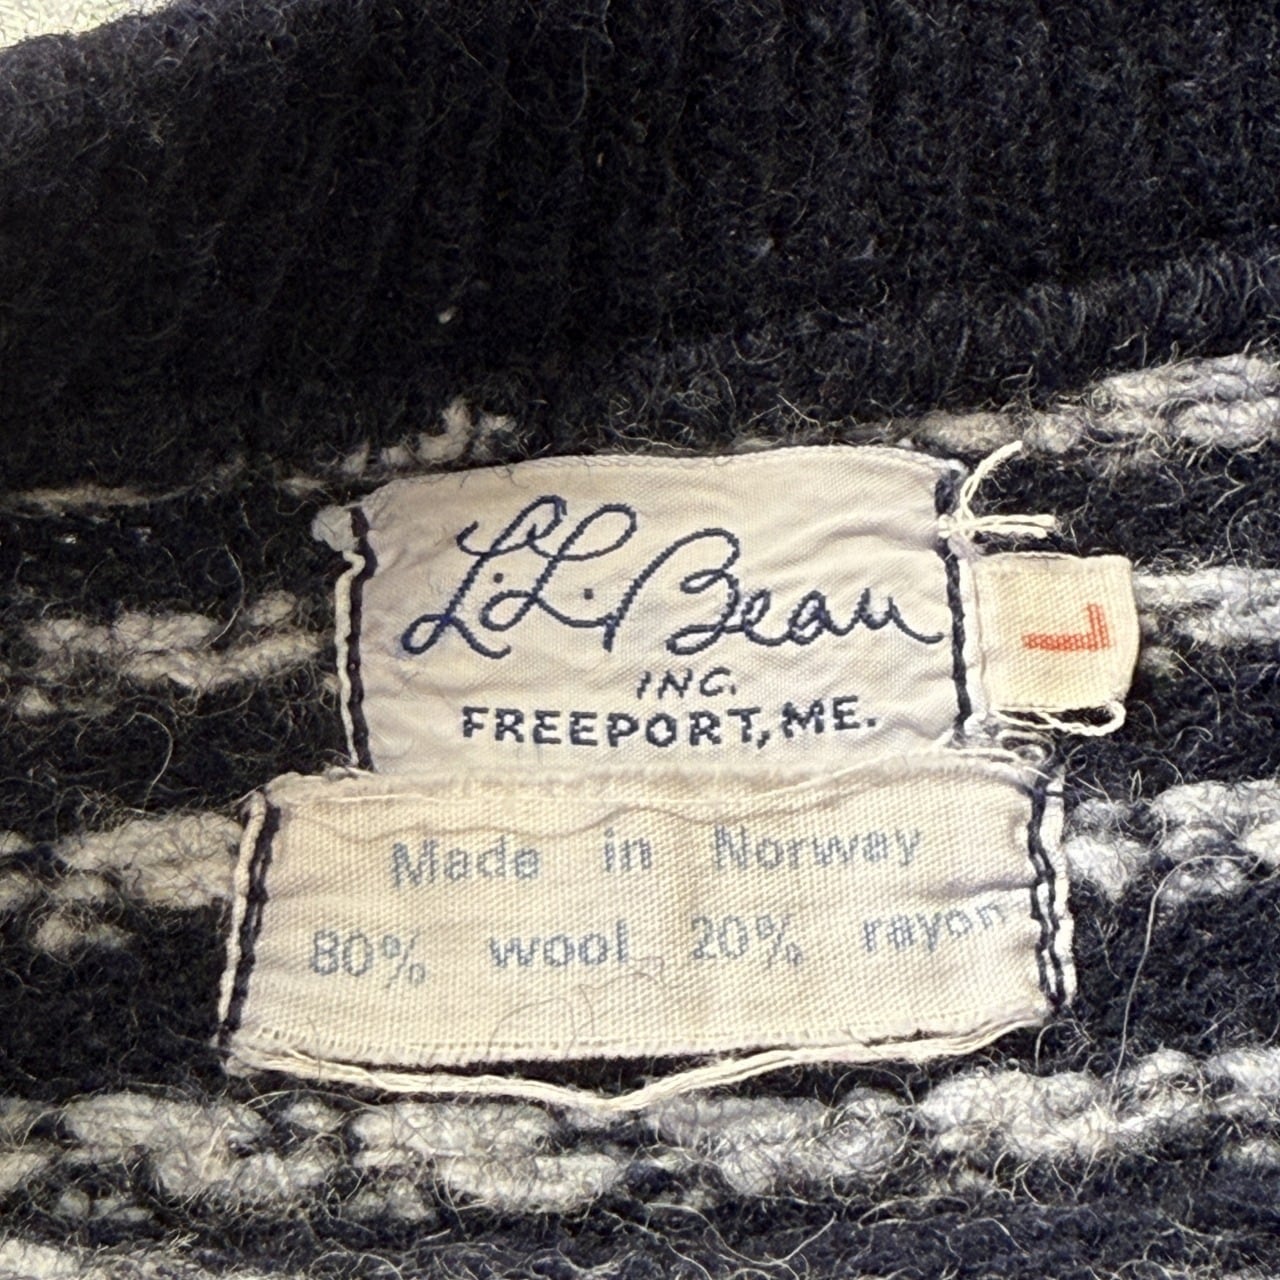 L.L.Bean
INC.
FREEPORT, ME.
L
Made in Norway
80% wool 20% rayon